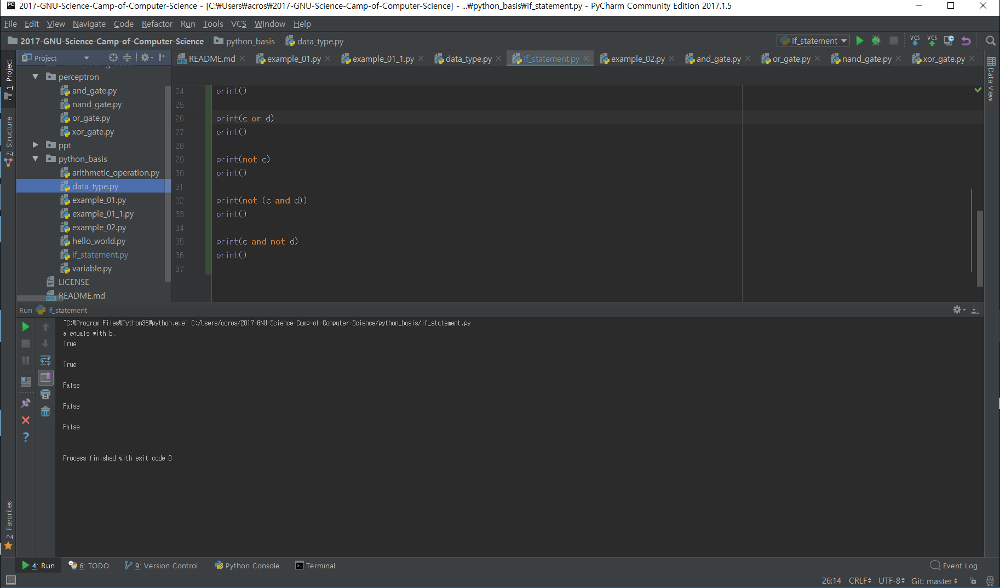 2017-GNU-Science-Camp-of-Computer-Science - [C:₩Users₩acros₩2017-GNU-Science-Camp-of-Computer-Science] - ...₩python_basis₩if_statement.py - PyCharm Community Edition 2017.1.5
File Edit View Navigate Code Refactor Run Tools VCS Window Help
2017-GNU-Science-Camp-of-Computer-Science python_basis data_type.py if_statement VCS VCS
Project README.md example_01.py example_01_1.py data_type.py if_statement.py example_02.py and_gate.py or_gate.py nand_gate.py xor_gate.py
1: Project
7: Structure
2: Favorites
Data View
perceptron
and_gate.py
nand_gate.py
or_gate.py
xor_gate.py
ppt
python_basis
arithmetic_operation.py
data_type.py
example_01.py
example_01_1.py
example_02.py
hello_world.py
if_statement.py
variable.py
LICENSE
README.md
24 print()
25
26 print(c or d)
27 print()
28
29 print(not c)
30 print()
31
32 print(not (c and d))
33 print()
34
35 print(c and not d)
36 print()
37
Run if_statement
"C:₩Program Files₩Python35₩python.exe" C:/Users/acros/2017-GNU-Science-Camp-of-Computer-Science/python_basis/if_statement.py
a equals with b.
True
True
False
False
False
Process finished with exit code 0
4: Run 6: TODO 9: Version Control Python Console Terminal Event Log
26:14 CRLF UTF-8 Git: master